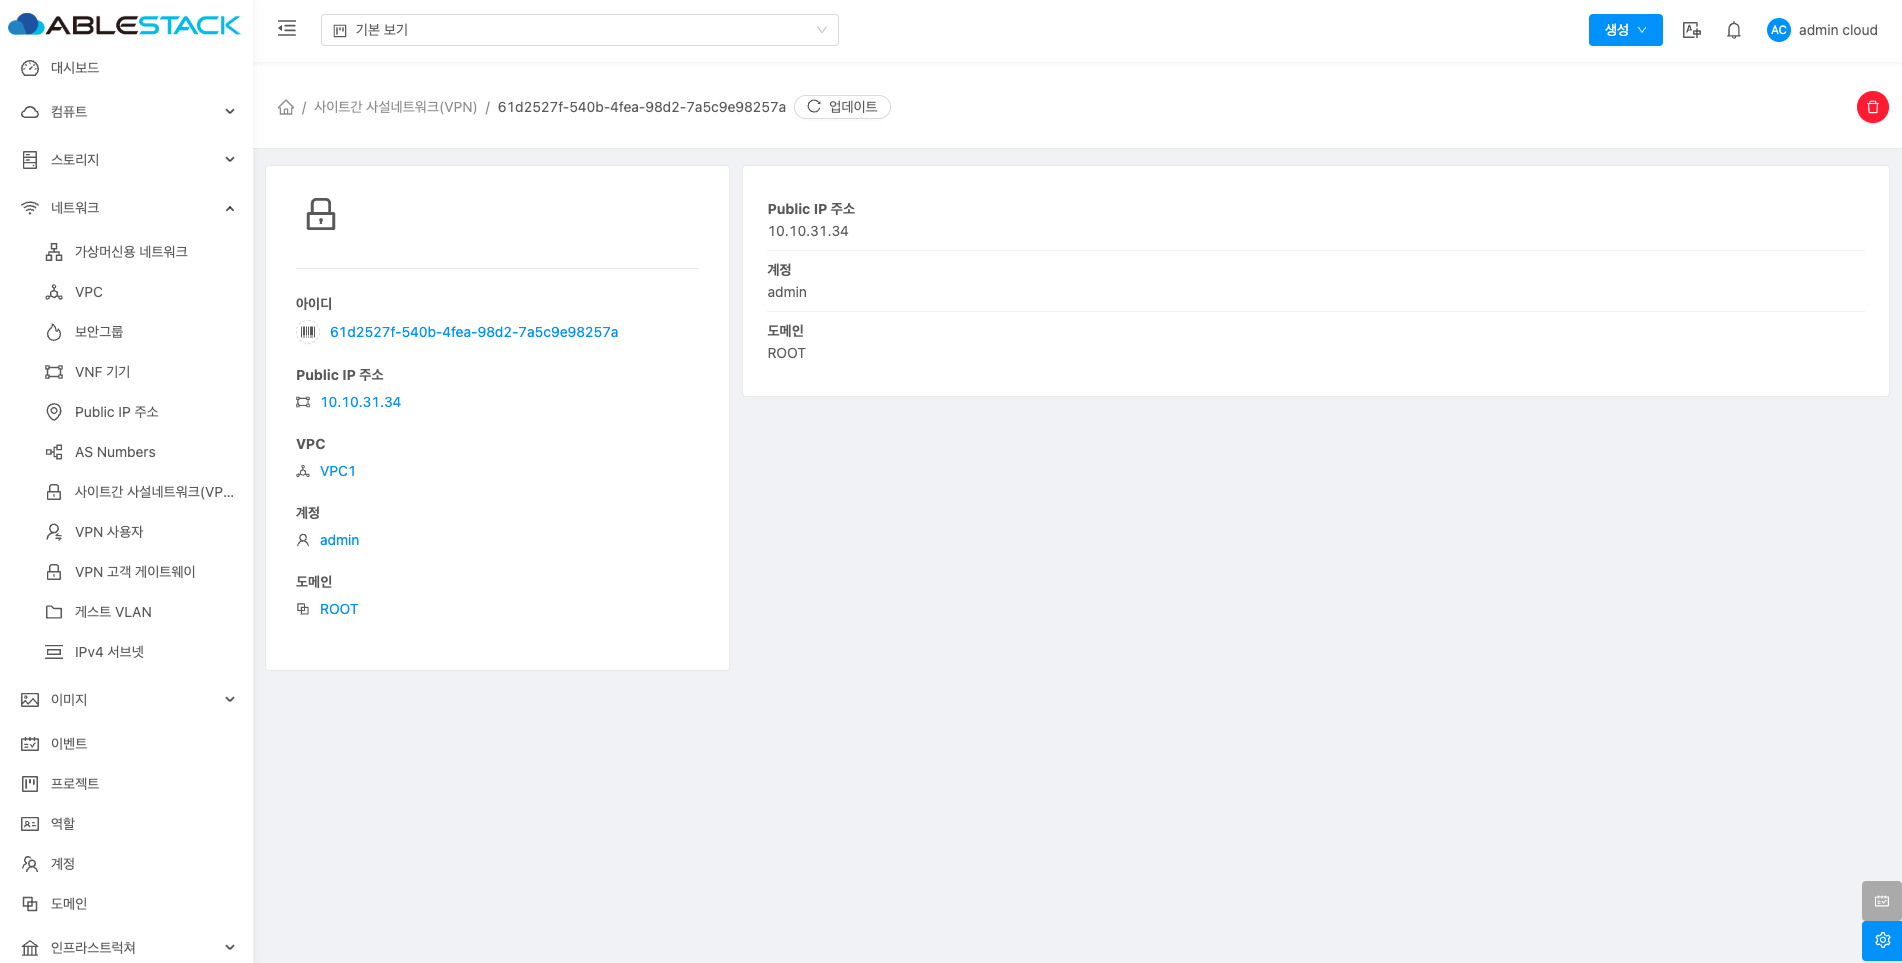 ABLESTACK
기본 보기
생성
AC
admin cloud
대시보드
컴퓨트
스토리지
네트워크
가상머신용 네트워크
VPC
보안그룹
VNF 기기
Public IP 주소
AS Numbers
사이트간 사설네트워크(VP...
VPN 사용자
VPN 고객 게이트웨이
게스트 VLAN
IPv4 서브넷
이미지
이벤트
프로젝트
역할
계정
도메인
인프라스트럭쳐
/ 사이트간 사설네트워크(VPN) / 61d2527f-540b-4fea-98d2-7a5c9e98257a 업데이트
아이디
61d2527f-540b-4fea-98d2-7a5c9e98257a
Public IP 주소
10.10.31.34
VPC
VPC1
계정
admin
도메인
ROOT
Public IP 주소
10.10.31.34
계정
admin
도메인
ROOT